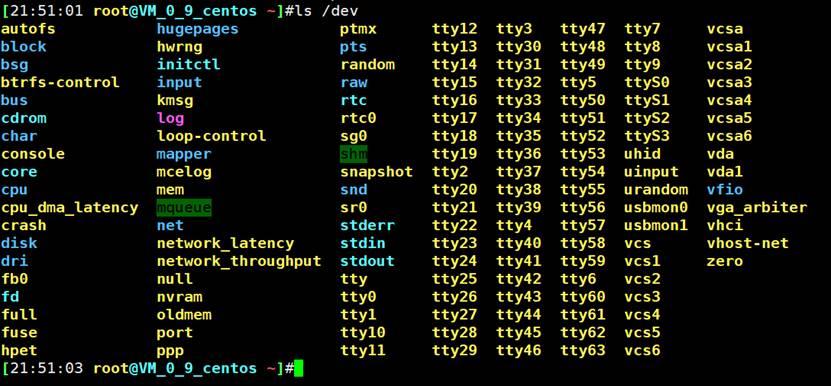 [21:51:01 root@VM_0_9_centos ~]#ls /dev
autofs hugepages ptmx tty12 tty3 tty47 tty7 vcsa
block hwrng pts tty13 tty30 tty48 tty8 vcsa1
bsg initctl random tty14 tty31 tty49 tty9 vcsa2
btrfs-control input raw tty15 tty32 tty5 ttyS0 vcsa3
bus kmsg rtc tty16 tty33 tty50 ttyS1 vcsa4
cdrom log rtc0 tty17 tty34 tty51 ttyS2 vcsa5
char loop-control sg0 tty18 tty35 tty52 ttyS3 vcsa6
console mapper shm tty19 tty36 tty53 uhid vda
core mcelog snapshot tty2 tty37 tty54 uinput vda1
cpu mem snd tty20 tty38 tty55 urandom vfio
cpu_dma_latency mqueue sr0 tty21 tty39 tty56 usbmon0 vga_arbiter
crash net stderr tty22 tty4 tty57 usbmon1 vhci
disk network_latency stdin tty23 tty40 tty58 vcs vhost-net
dri network_throughput stdout tty24 tty41 tty59 vcs1 zero
fb0 null tty tty25 tty42 tty6 vcs2
fd nvram tty0 tty26 tty43 tty60 vcs3
full oldmem tty1 tty27 tty44 tty61 vcs4
fuse port tty10 tty28 tty45 tty62 vcs5
hpet ppp tty11 tty29 tty46 tty63 vcs6
[21:51:03 root@VM_0_9_centos ~]#